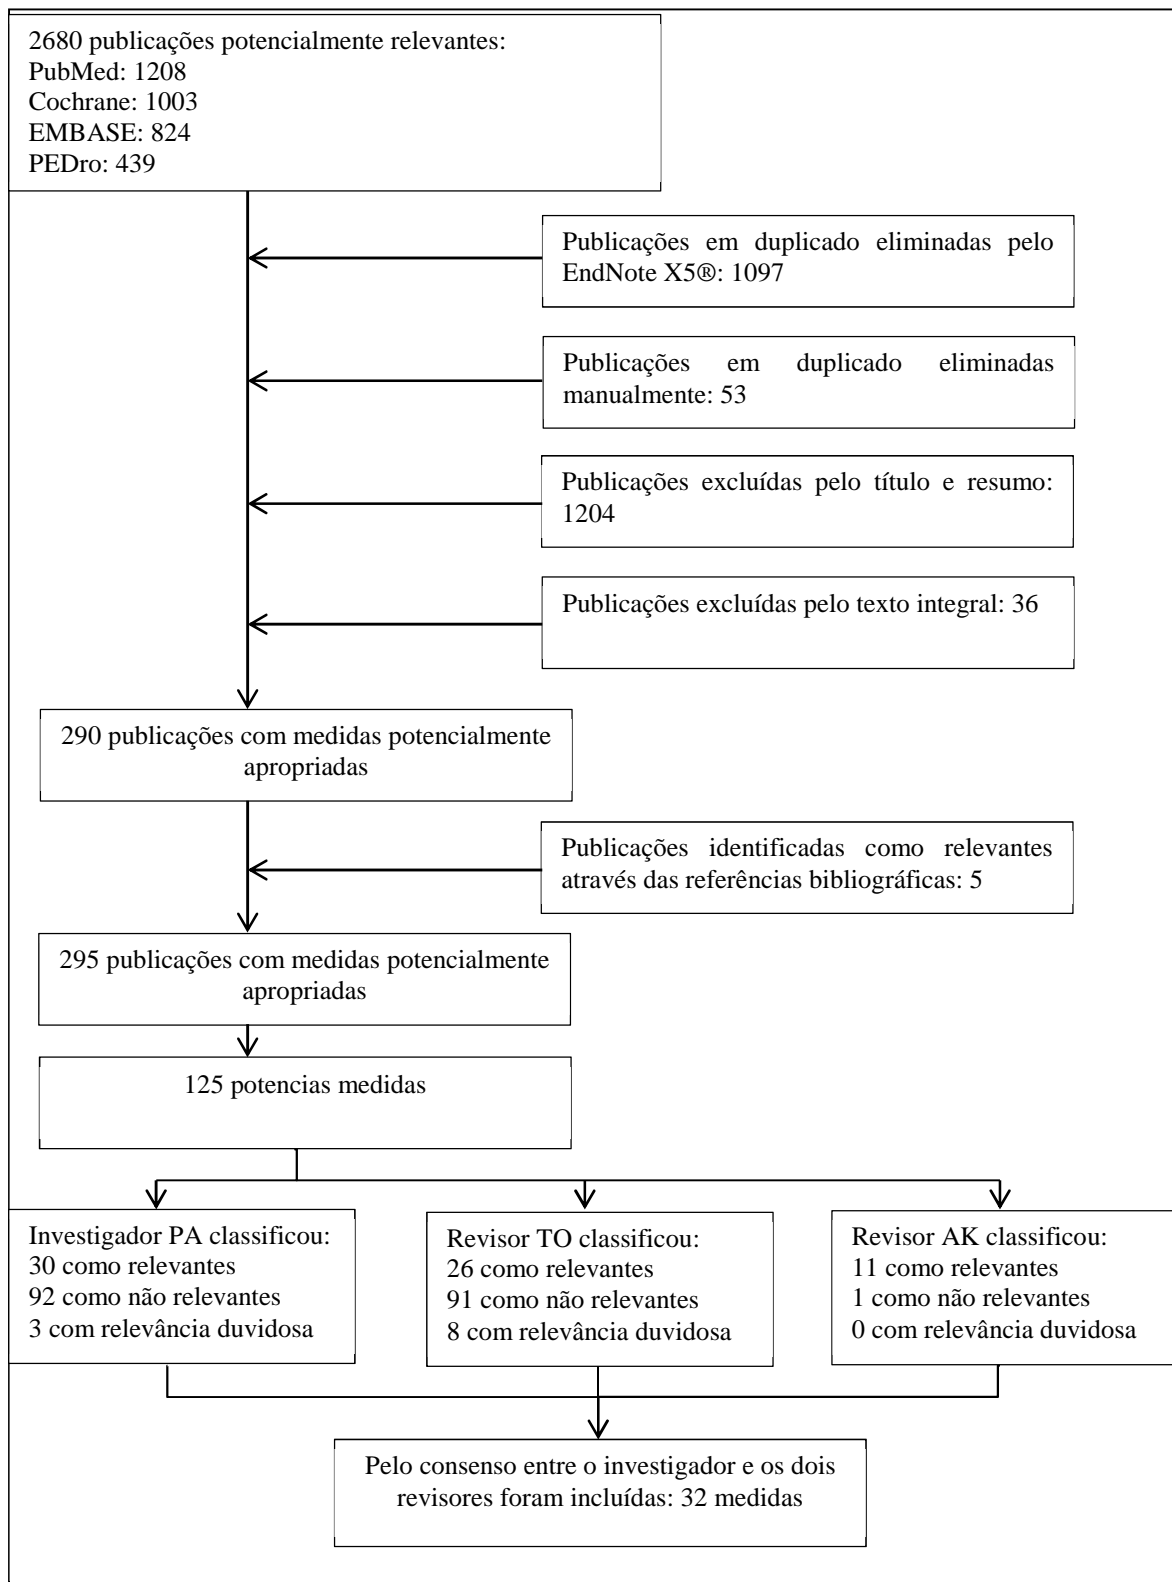 2680 publicações potencialmente relevantes:
PubMed: 1208
Cochrane: 1003
EMBASE: 824
PEDro: 439
Publicações em duplicado eliminadas pelo
EndNote X5®: 1097
Publicações em duplicado eliminadas
manualmente: 53
Publicações excluídas pelo título e resumo:
1204
Publicações excluídas pelo texto integral: 36
290 publicações com medidas potencialmente
apropriadas
Publicações identificadas como relevantes
através das referências bibliográficas: 5
295 publicações com medidas potencialmente
apropriadas
125 potencias medidas
Investigador PA classificou:
30 como relevantes
92 como não relevantes
3 com relevância duvidosa
Revisor TO classificou:
26 como relevantes
91 como não relevantes
8 com relevância duvidosa
Revisor AK classificou:
11 como relevantes
1 como não relevantes
0 com relevância duvidosa
Pelo consenso entre o investigador e os dois
revisores foram incluídas: 32 medidas